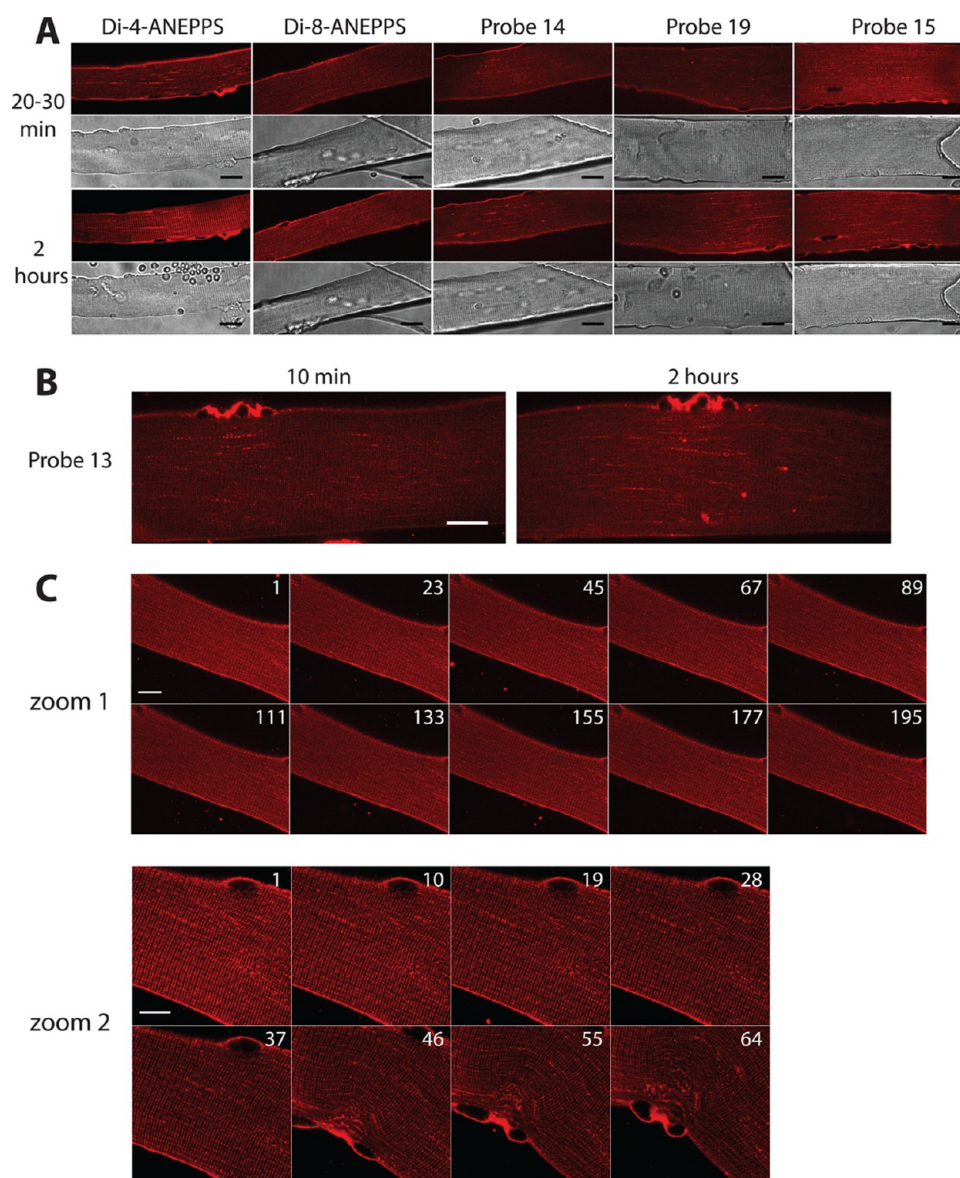 A
Di-4-ANEPPS Di-8-ANEPPS Probe 14 Probe 19 Probe 15
20-30
min
2
hours
B
10 min 2 hours
Probe 13
C
1 23 45 67 89
zoom 1
111 133 155 177 195
1 10 19 28
zoom 2
37 46 55 64